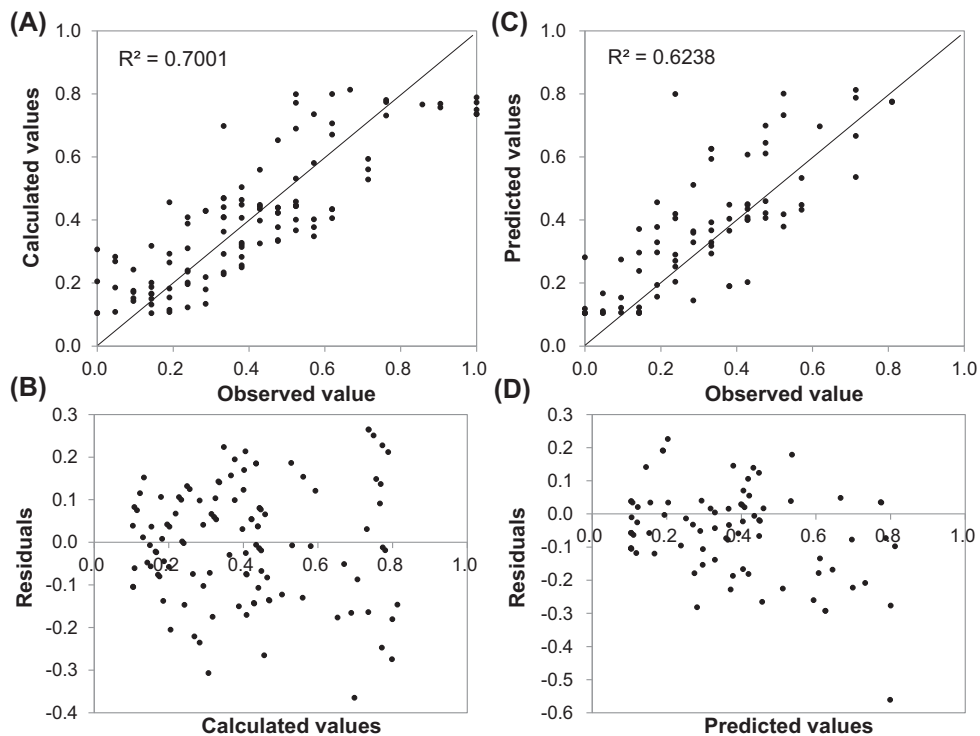 (A)
R² = 0.7001
Calculated values
1.0
0.8
0.6
0.4
0.2
0.0
0.0 0.2 0.4 0.6 0.8 1.0
Observed value
(C)
R² = 0.6238
Predicted values
1.0
0.8
0.6
0.4
0.2
0.0
0.0 0.2 0.4 0.6 0.8 1.0
Observed value
(B)
Residuals
0.3
0.2
0.1
0.0
-0.1
-0.2
-0.3
-0.4
0.0 0.2 0.4 0.6 0.8 1.0
Calculated values
(D)
Residuals
0.3
0.2
0.1
0.0
-0.1
-0.2
-0.3
-0.4
-0.5
-0.6
0.0 0.2 0.4 0.6 0.8 1.0
Predicted values